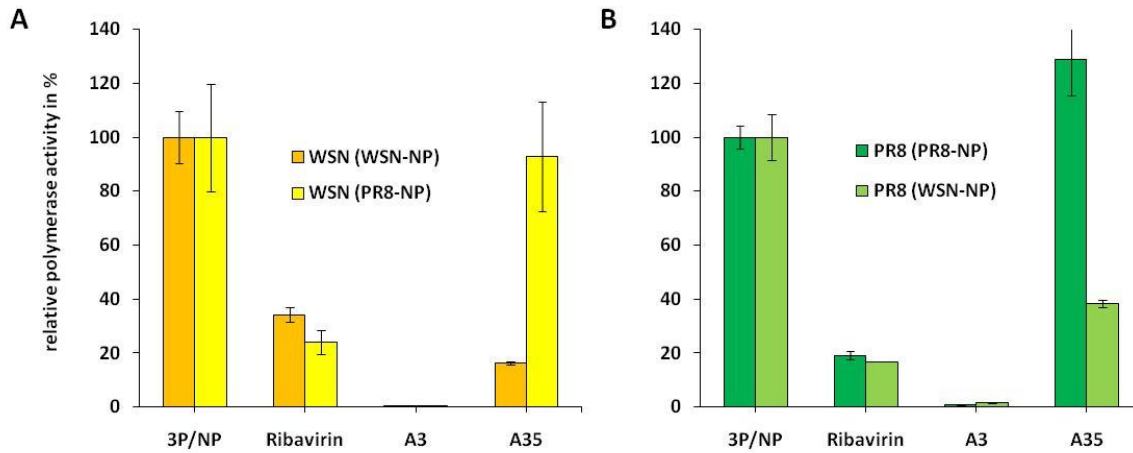 A
relative polymerase activity in %
140
120
100
80
60
40
20
0
WSN (WSN-NP)
WSN (PR8-NP)
3P/NP Ribavirin A3 A35
B
140
120
100
80
60
40
20
0
PR8 (PR8-NP)
PR8 (WSN-NP)
3P/NP Ribavirin A3 A35